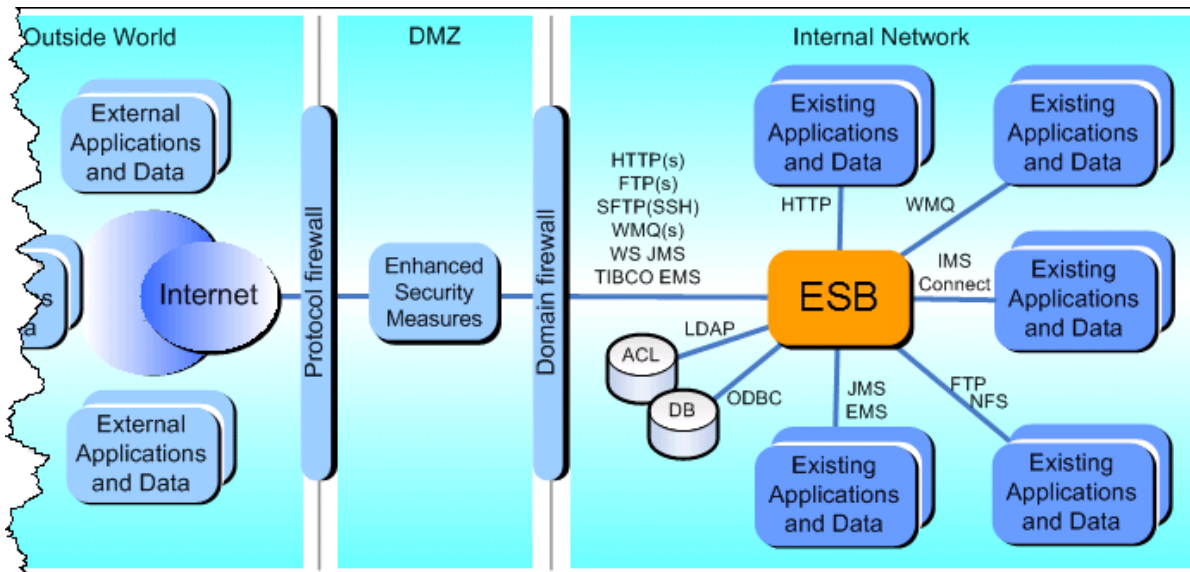 Outside World
DMZ
Internal Network
External
Applications
and Data
Internet
External
Applications
and Data
Protocol firewall
Enhanced
Security
Measures
Domain firewall
HTTP(s)
FTP(s)
SFTP(SSH)
WMQ(s)
WS JMS
TIBCO EMS
Existing
Applications
and Data
Existing
Applications
and Data
HTTP
WMQ
ESB
IMS
Connect
Existing
Applications
and Data
LDAP
ACL
DB
ODBC
JMS
EMS
FTP
NFS
Existing
Applications
and Data
Existing
Applications
and Data